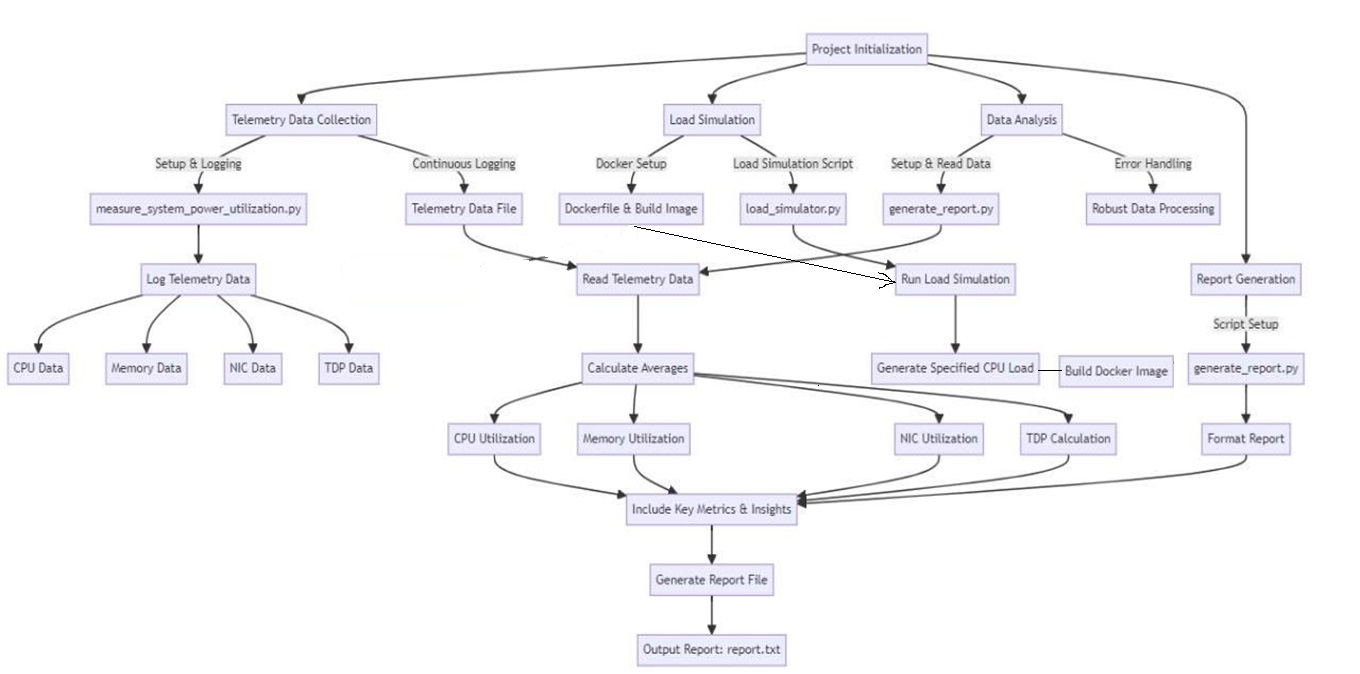 Project Initialization
Telemetry Data Collection
Load Simulation
Data Analysis
Setup & Logging
Continuous Logging
Docker Setup
Load Simulation Script
Setup & Read Data
Error Handling
measure_system_power_utilization.py
Telemetry Data File
Dockerfile & Build Image
load_simulator.py
generate_report.py
Robust Data Processing
Log Telemetry Data
Read Telemetry Data
Run Load Simulation
Report Generation
Script Setup
CPU Data
Memory Data
NIC Data
TDP Data
Calculate Averages
Generate Specified CPU Load
Build Docker Image
generate_report.py
CPU Utilization
Memory Utilization
NIC Utilization
TDP Calculation
Format Report
Include Key Metrics & Insights
Generate Report File
Output Report: report.txt